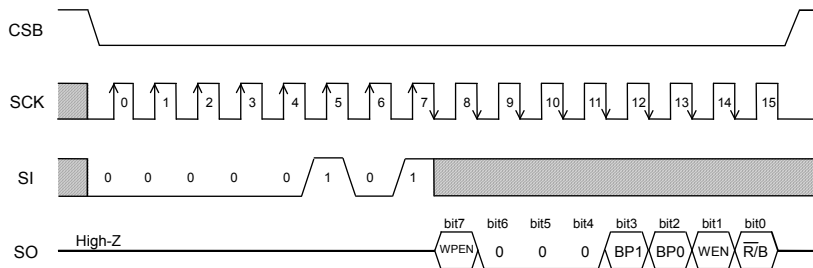 CSB
SCK 0 1 2 3 4 5 6 7 8 9 10 11 12 13 14 15
SI 0 0 0 0 0 1 0 1
bit7 bit6 bit5 bit4 bit3 bit2 bit1 bit0
SO High-Z WPEN 0 0 0 BP1 BP0 WEN R̅/B